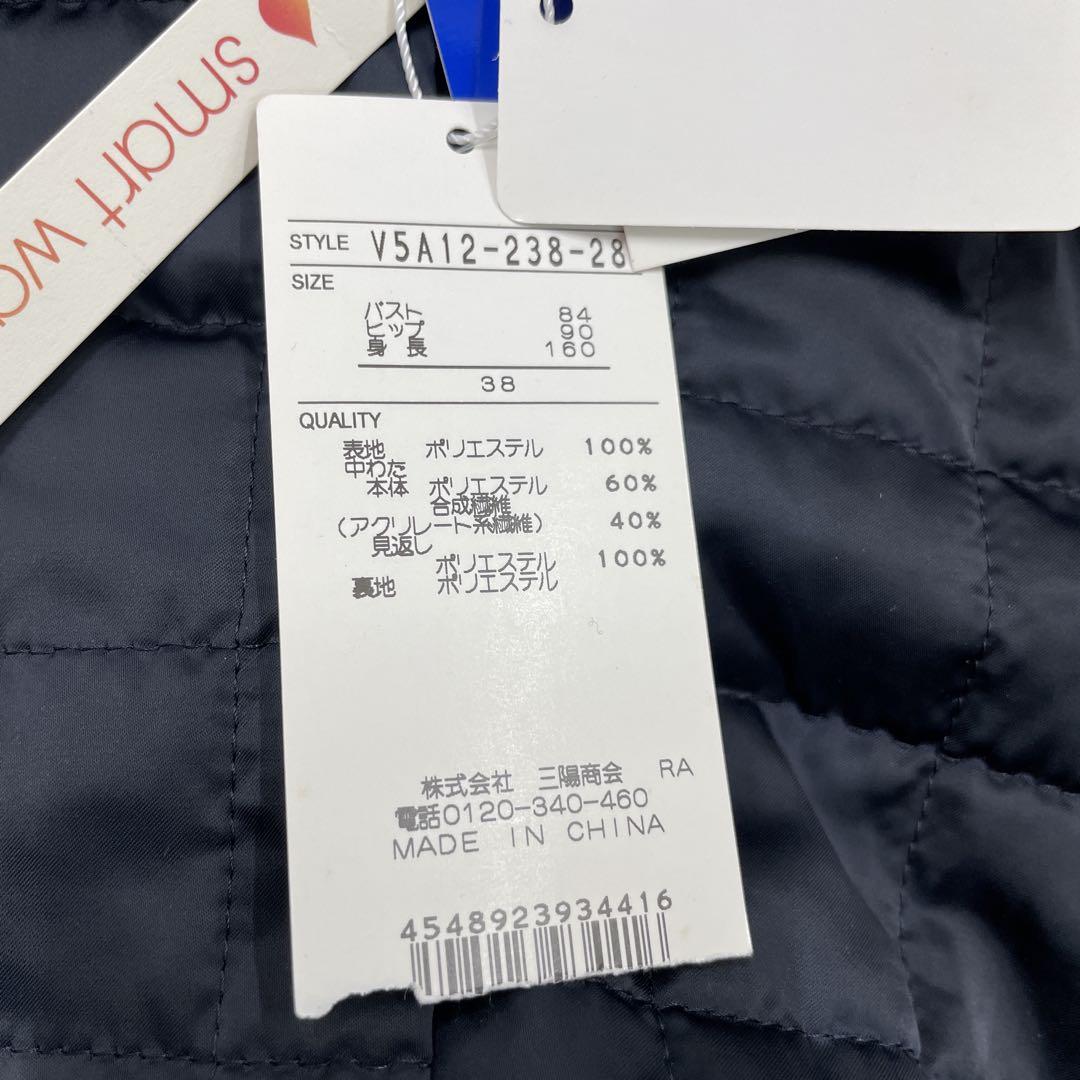 smart wa
STYLE V5A12-238-28
SIZE
バスト 84
ヒップ 90
身長 160
38
QUALITY
表地 ポリエステル 100%
中わた
本体 ポリエステル 60%
合成繊維
(アクリレート系繊維) 40%
見返し
ポリエステル 100%
裏地 ポリエステル
株式会社 三陽商会 RA
電話0120-340-460
MADE IN CHINA
4548923934416